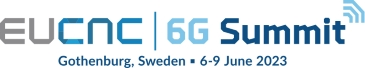 EUCNC | 6G Summit
Gothenburg, Sweden ▪ 6-9 June 2023